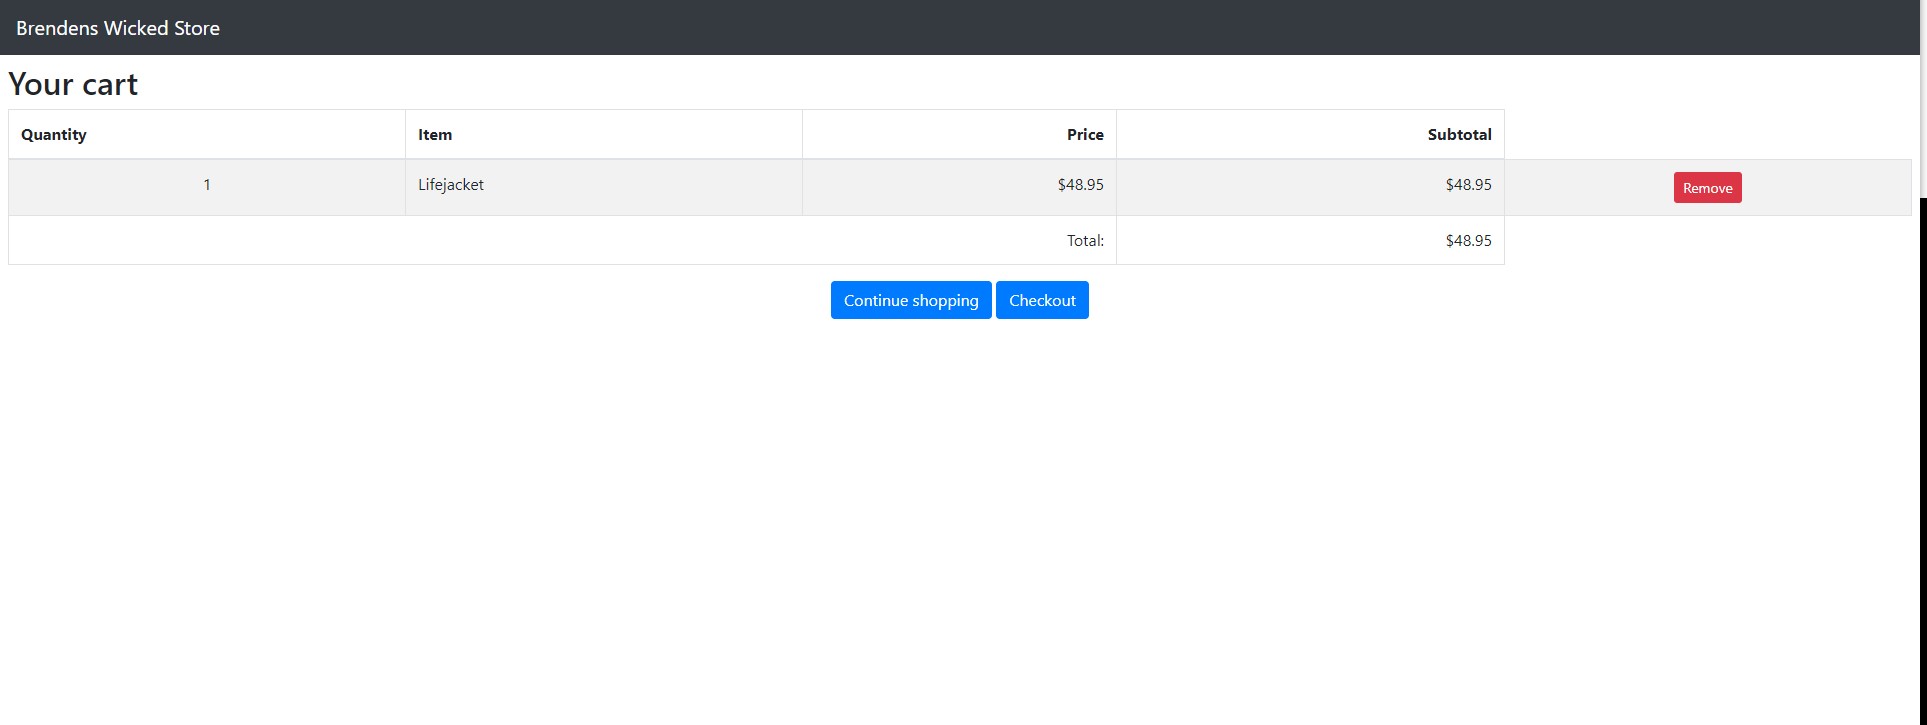 Brendens Wicked Store
Your cart
Quantity Item Price Subtotal
1 Lifejacket $48.95 $48.95 Remove
Total: $48.95
Continue shopping Checkout